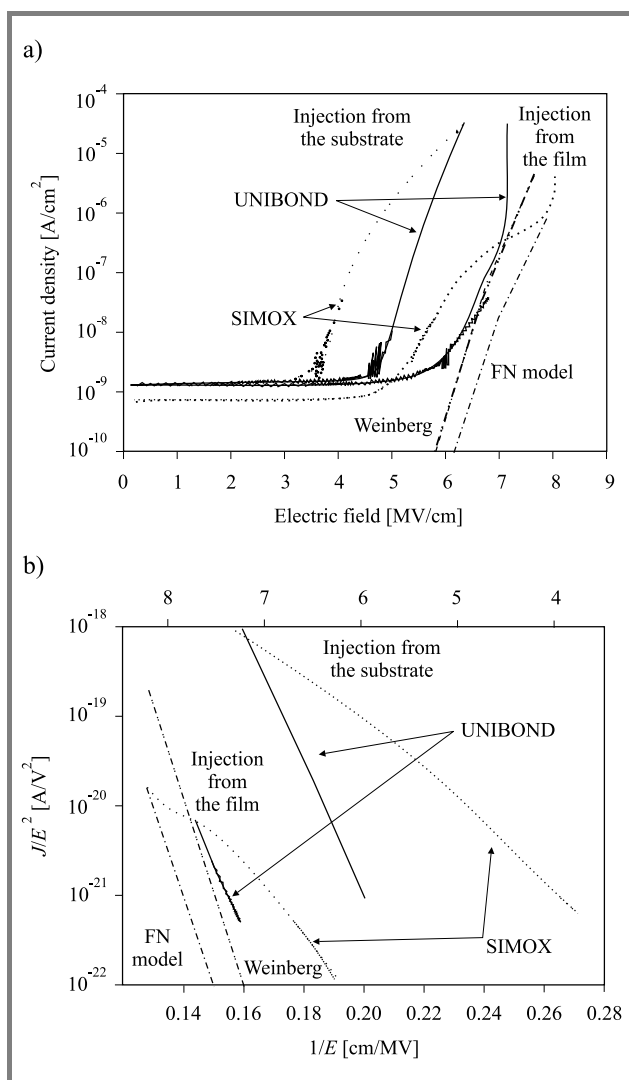 a)
10⁻⁴
10⁻⁵
10⁻⁶
10⁻⁷
10⁻⁸
10⁻⁹
10⁻¹⁰
Current density [A/cm²]
Injection from
the substrate
Injection
from
the film
UNIBOND
SIMOX
FN model
Weinberg
0 1 2 3 4 5 6 7 8 9
Electric field [MV/cm]
b)
8 7 6 5 4
10⁻¹⁸
10⁻¹⁹
10⁻²⁰
10⁻²¹
10⁻²²
J/E² [A/V²]
Injection from
the substrate
UNIBOND
Injection
from
the film
SIMOX
FN
model
Weinberg
0.14 0.16 0.18 0.20 0.22 0.24 0.26 0.28
1/E [cm/MV]